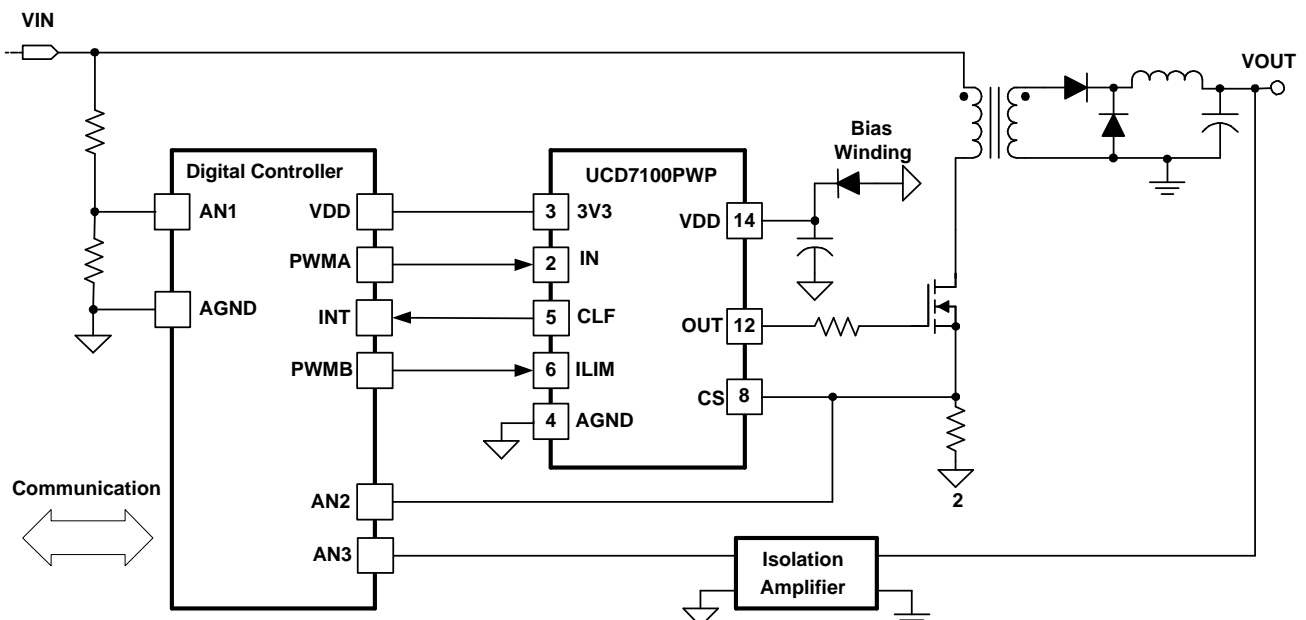 VIN
VOUT
Bias
Winding
Digital Controller
UCD7100PWP
AN1
VDD
3
3V3
VDD
14
PWMA
2
IN
AGND
INT
5
CLF
OUT
12
PWMB
6
ILIM
CS
8
4
AGND
Communication
AN2
2
AN3
Isolation
Amplifier